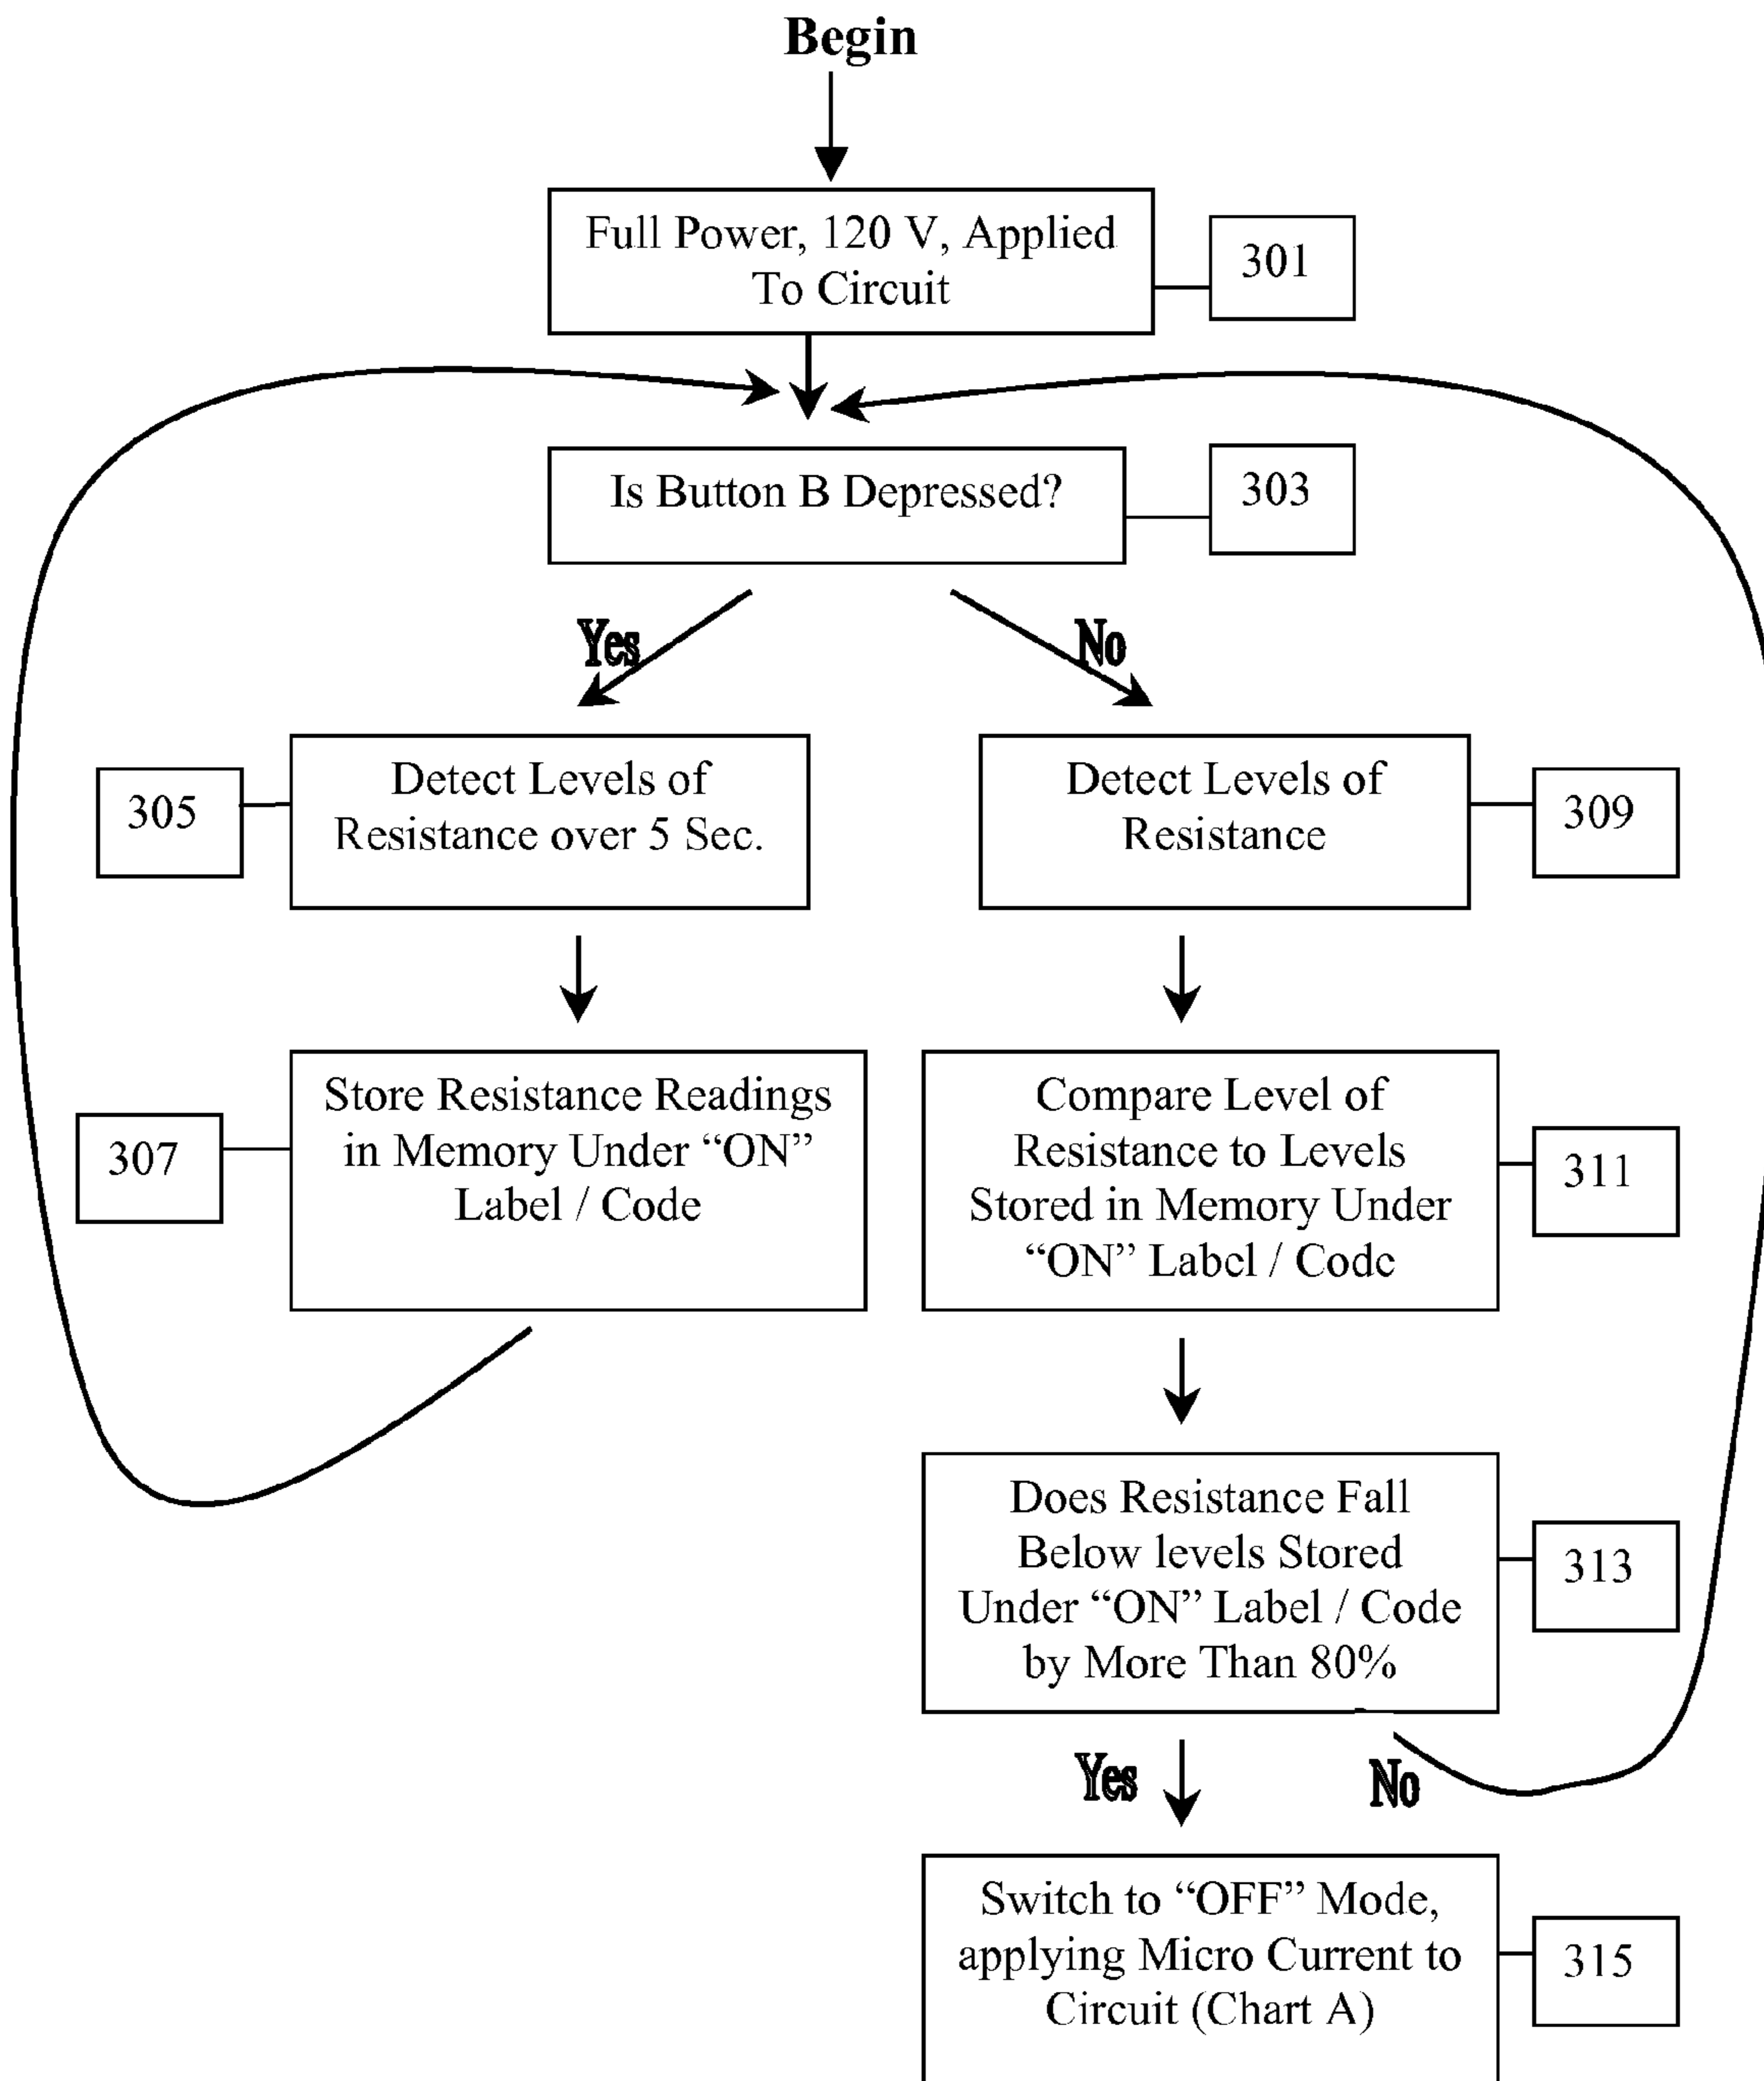 Begin
Full Power, 120 V, Applied
To Circuit
301
Is Button B Depressed?
303
Yes
No
Detect Levels of
Resistance over 5 Sec.
305
Detect Levels of
Resistance
309
Store Resistance Readings
in Memory Under “ON”
Label / Code
307
Compare Level of
Resistance to Levels
Stored in Memory Under
“ON” Label / Code
311
Does Resistance Fall
Below levels Stored
Under “ON” Label / Code
by More Than 80%
313
Yes
No
Switch to “OFF” Mode,
applying Micro Current to
Circuit (Chart A)
315